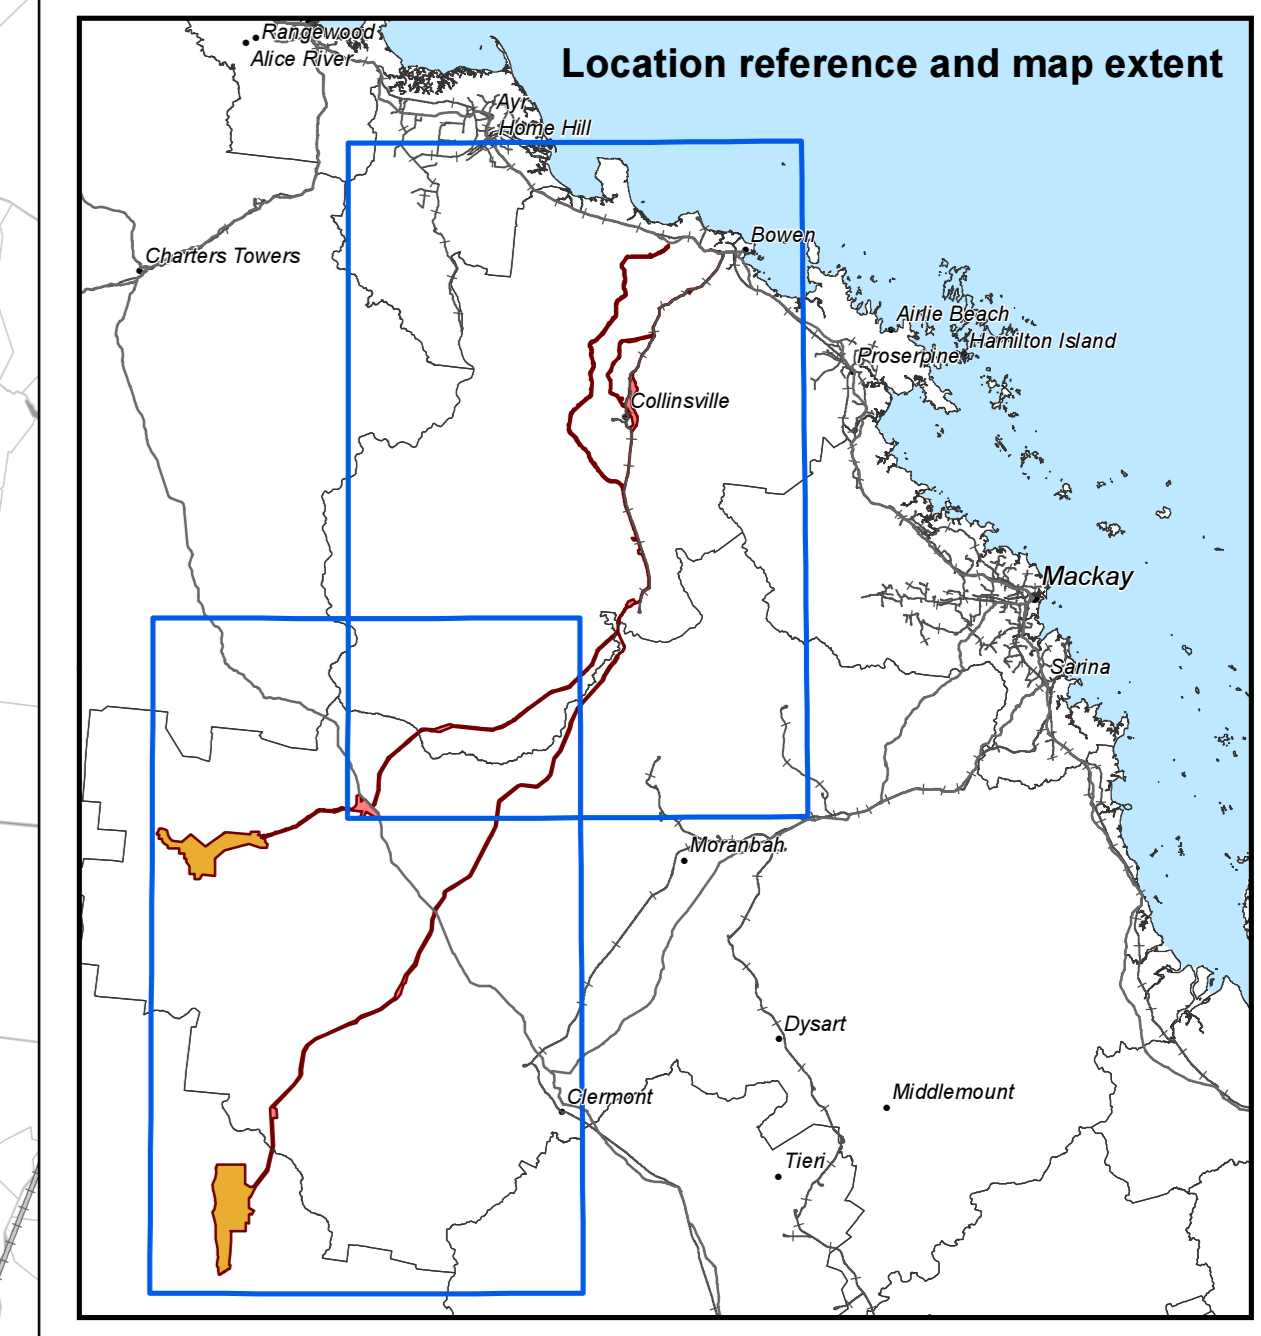 Rangewood
Alice River
Location reference and map extent
Ayr
Home Hill
Bowen
Charters Towers
Airlie Beach
Hamilton Island
Proserpine
Collinsville
Mackay
Sarina
Moranbah
Dysart
Middlemount
Clermont
Tieri